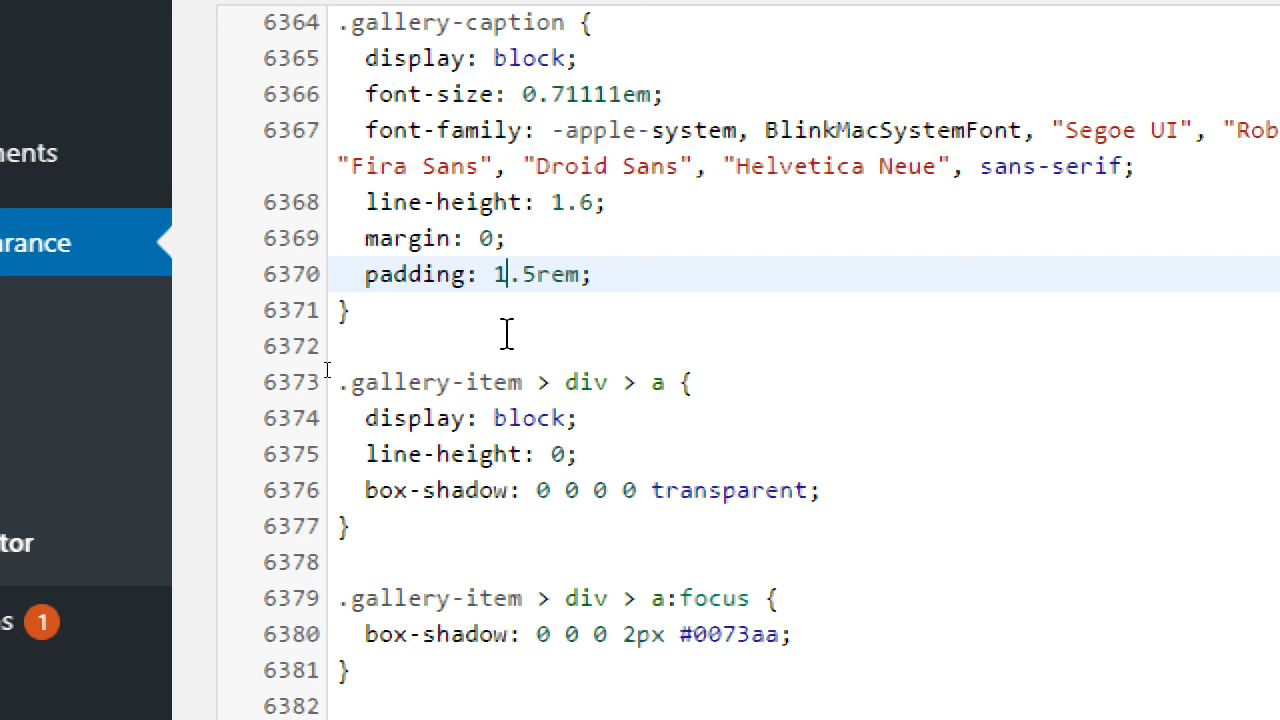 6364 .gallery-caption {
6365 display: block;
6366 font-size: 0.71111em;
6367 font-family: -apple-system, BlinkMacSystemFont, "Segoe UI", "Rob
"Fira Sans", "Droid Sans", "Helvetica Neue", sans-serif;
6368 line-height: 1.6;
6369 margin: 0;
6370 padding: 1.5rem;
6371 }
6372
6373 .gallery-item > div > a {
6374 display: block;
6375 line-height: 0;
6376 box-shadow: 0 0 0 0 transparent;
6377 }
6378
6379 .gallery-item > div > a:focus {
6380 box-shadow: 0 0 0 2px #0073aa;
6381 }
6382
ments
arance
tor
s 1